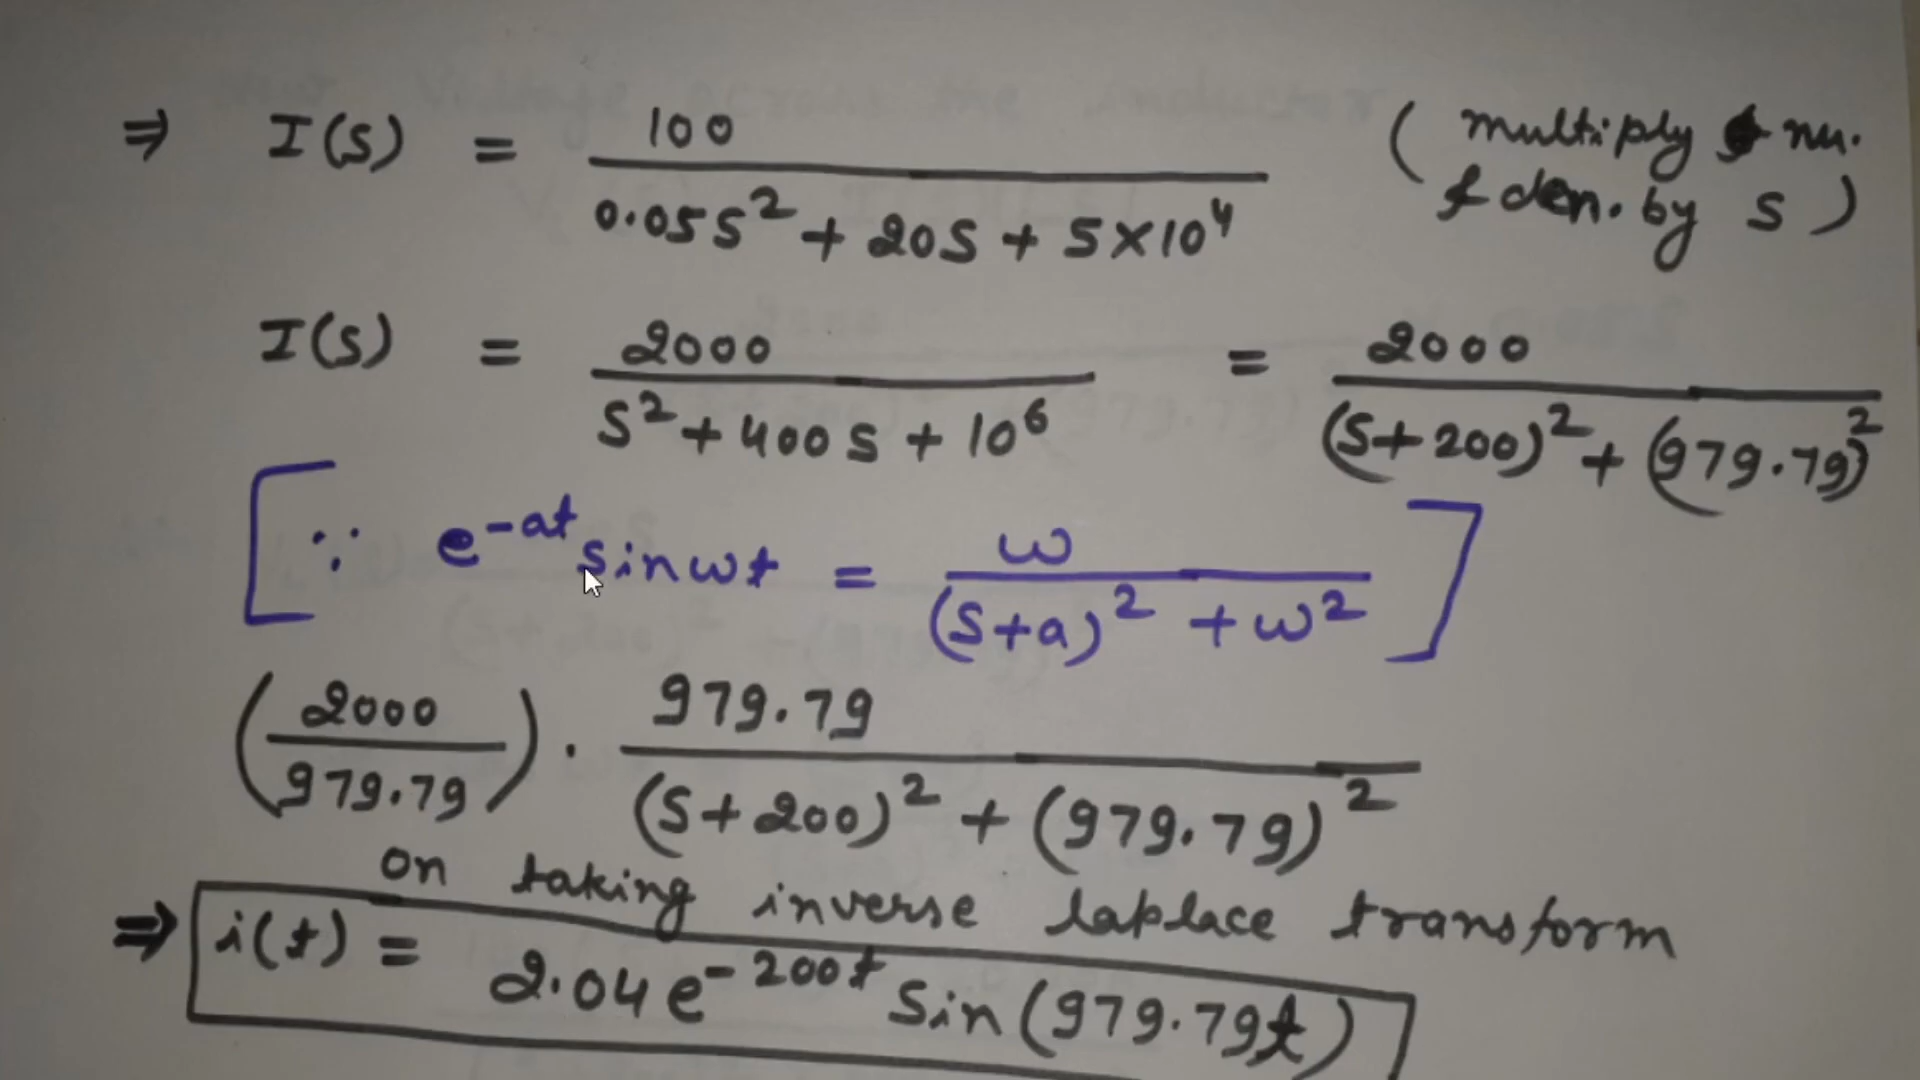 ⇒ I(S) = 100 / (0.05S² + 20S + 5×10⁴) (multiply nu. & den. by S)
I(S) = 2000 / (S² + 400S + 10⁶) = 2000 / ((S+200)² + (979.79)²)
[∵ e^(-at) sinωt = ω / ((S+a)² + ω²)]
(2000 / 979.79) · 979.79 / ((S+200)² + (979.79)²)
on taking inverse laplace transform
⇒ i(t) = 2.04 e^(-200t) Sin(979.79t)